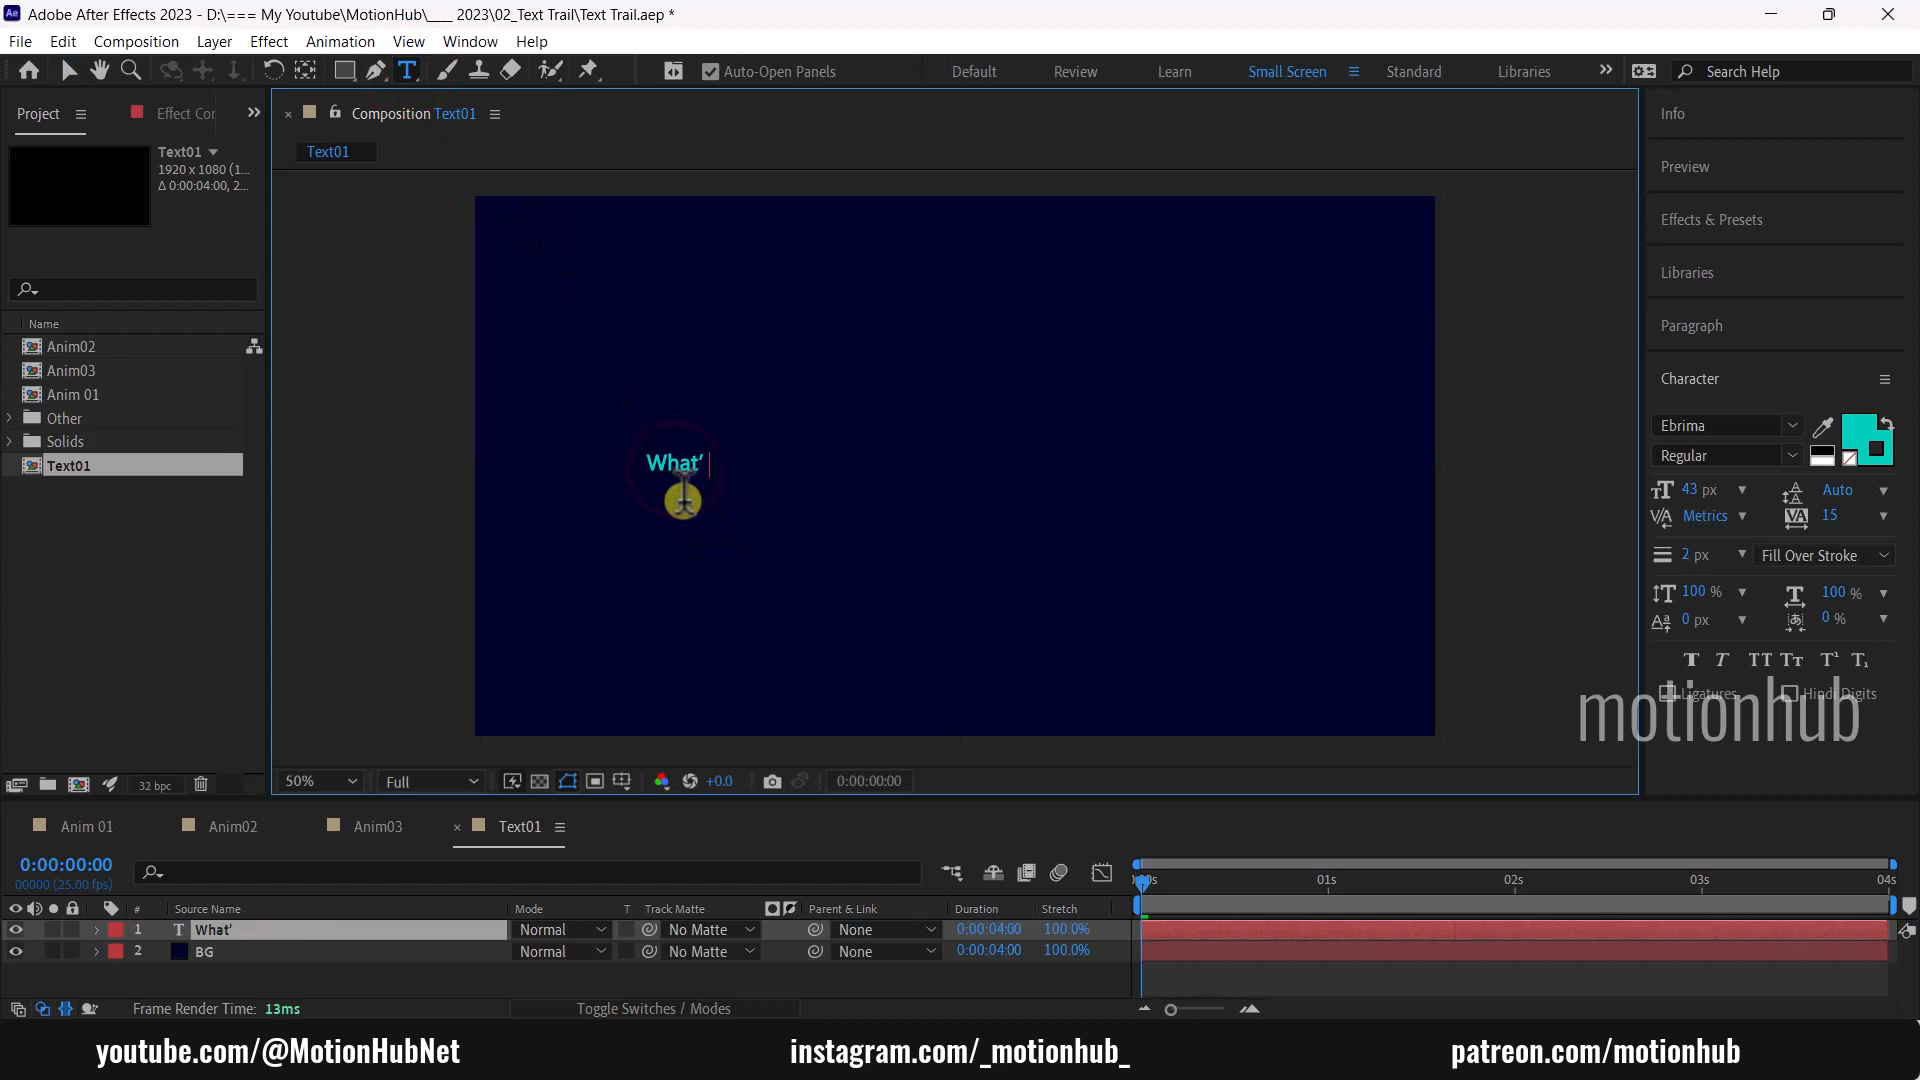 Adobe After Effects 2023 - D:\=== My Youtube\MotionHub\____ 2023\02_Text Trail\Text Trail.aep *
File Edit Composition Layer Effect Animation View Window Help
Auto-Open Panels Default Review Learn Small Screen Standard Libraries Search Help
Project Effect Cor
Composition Text01
Text01
Text01
1920 x 1080 (1...
Δ 0:00:04:00, 2...
Name
Anim02
Anim03
Anim 01
Other
Solids
Text01
32 bpc
What'
50% Full +0.0 0:00:00:00
Info
Preview
Effects & Presets
Libraries
Paragraph
Character
Ebrima
Regular
43 px Auto
Metrics 15
2 px Fill Over Stroke
100 % 100 %
0 px 0 %
Ligatures Hindi Digits
motionhub
Anim 01 Anim02 Anim03 Text01
0:00:00:00
00000 (25.00 fps)
01s 02s 03s 04s
# Source Name Mode T Track Matte Parent & Link Duration Stretch
1 T What' Normal No Matte None 0:00:04:00 100.0%
2 BG Normal No Matte None 0:00:04:00 100.0%
Frame Render Time: 13ms Toggle Switches / Modes
youtube.com/@MotionHubNet instagram.com/_motionhub_ patreon.com/motionhub